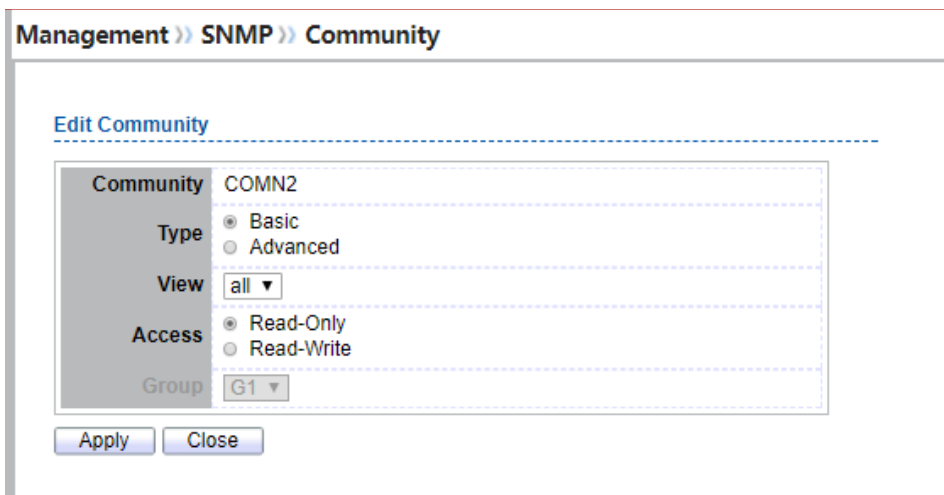 Management >> SNMP >> Community
Edit Community
Community COMN2
Type Basic
Advanced
View all
Access Read-Only
Read-Write
Group G1
Apply Close